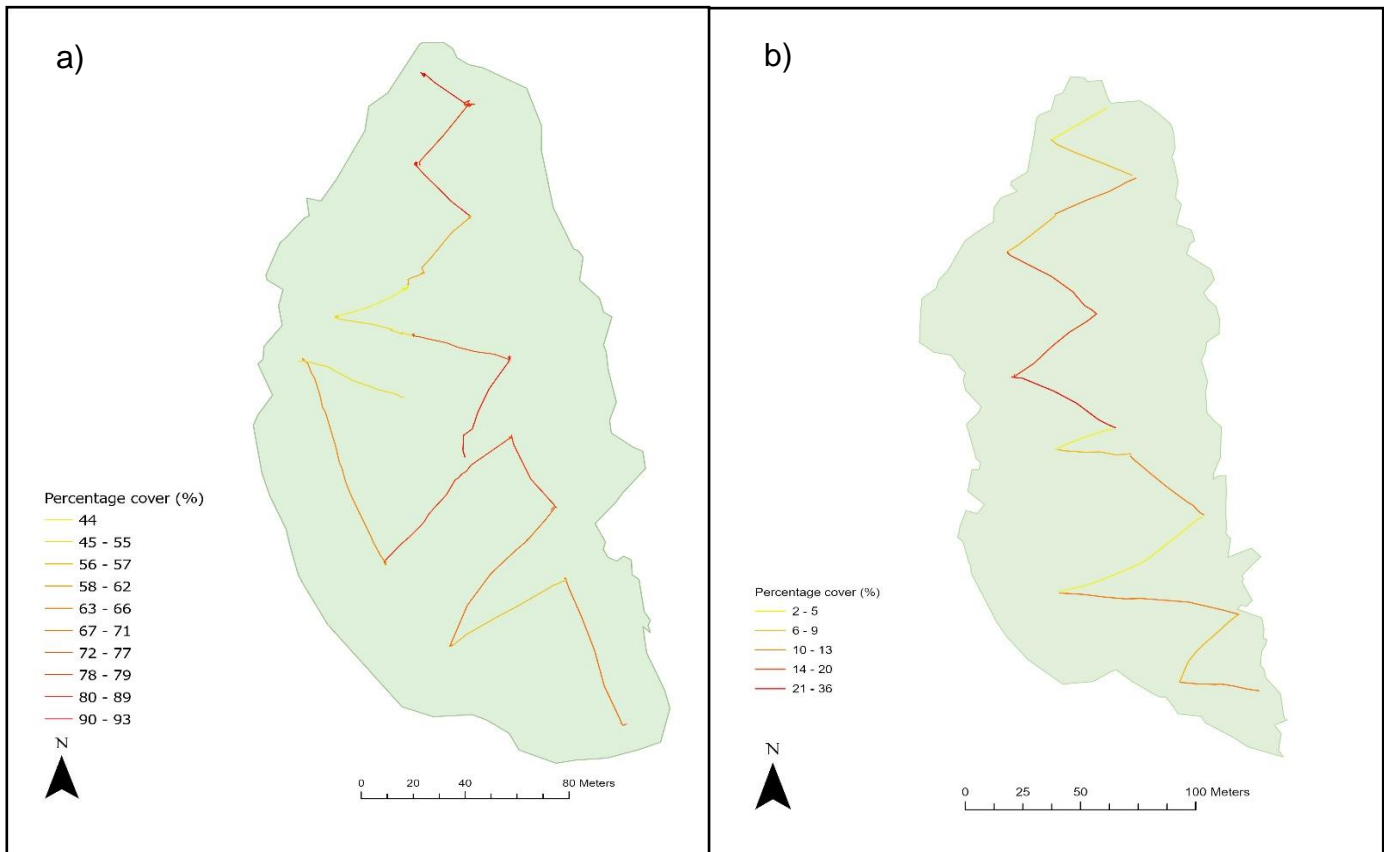 a)
Percentage cover (%)
44
45 - 55
56 - 57
58 - 62
63 - 66
67 - 71
72 - 77
78 - 79
80 - 89
90 - 93
N
0 20 40 80 Meters
b)
Percentage cover (%)
2 - 5
6 - 9
10 - 13
14 - 20
21 - 36
N
0 25 50 100 Meters